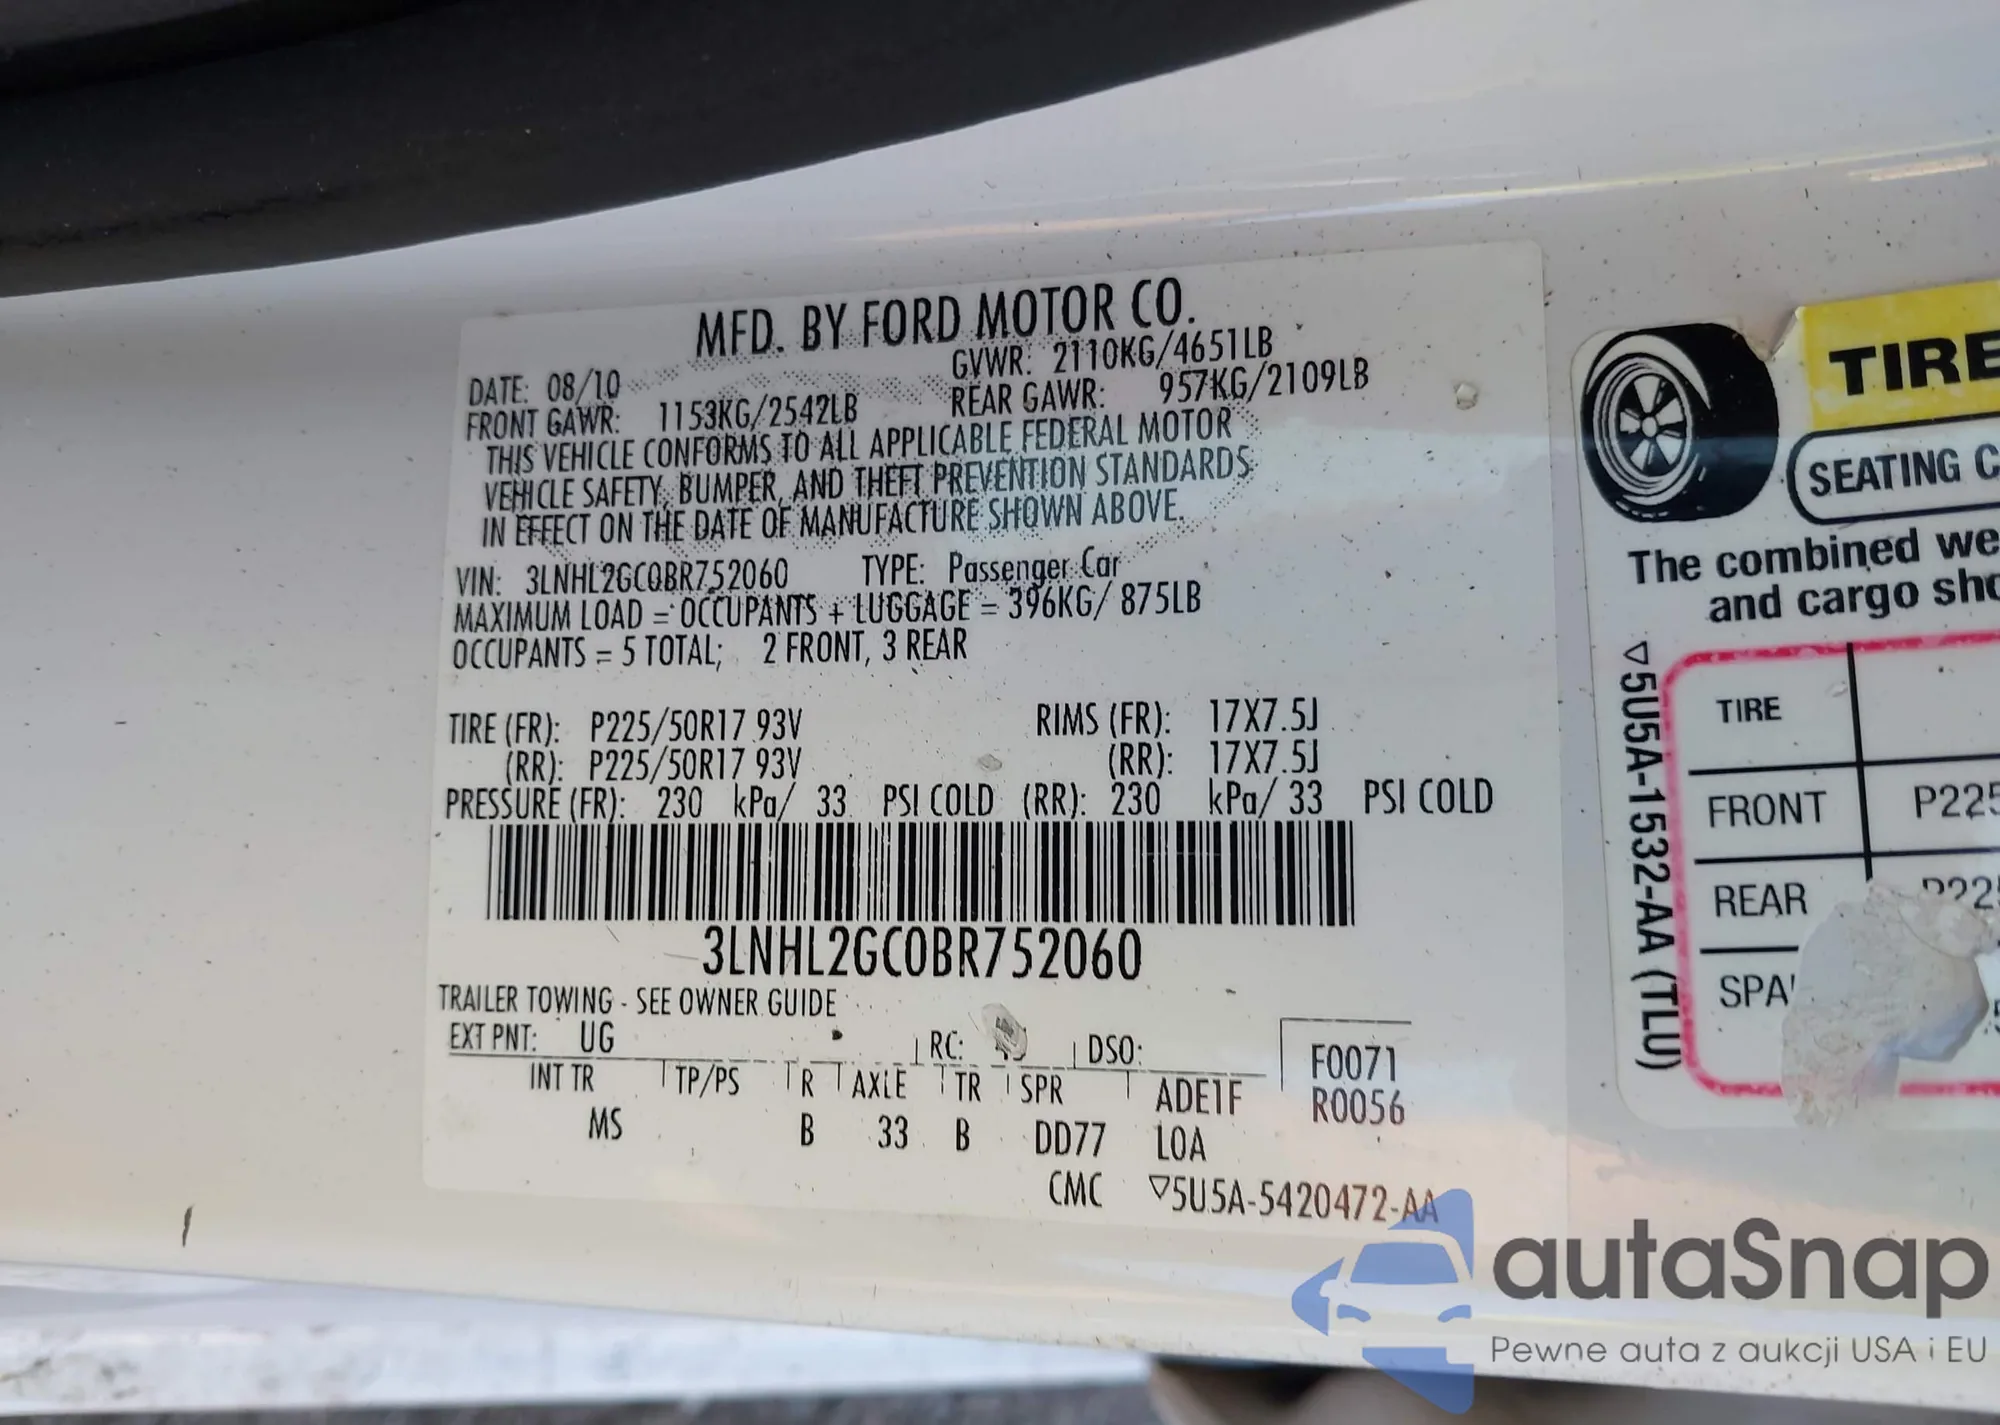 MFD. BY FORD MOTOR CO.
DATE: 08/10 GVWR: 2110KG/4651LB
FRONT GAWR: 1153KG/2542LB REAR GAWR: 957KG/2109LB
THIS VEHICLE CONFORMS TO ALL APPLICABLE FEDERAL MOTOR
VEHICLE SAFETY, BUMPER, AND THEFT PREVENTION STANDARDS
IN EFFECT ON THE DATE OF MANUFACTURE SHOWN ABOVE.
VIN: 3LNHL2GC0BR752060 TYPE: Passenger Car
MAXIMUM LOAD = OCCUPANTS + LUGGAGE = 396KG/ 875LB
OCCUPANTS = 5 TOTAL; 2 FRONT, 3 REAR
TIRE (FR): P225/50R17 93V RIMS (FR): 17X7.5J
(RR): P225/50R17 93V (RR): 17X7.5J
PRESSURE (FR): 230 kPa/ 33 PSI COLD (RR): 230 kPa/ 33 PSI COLD
3LNHL2GC0BR752060
TRAILER TOWING - SEE OWNER GUIDE
EXT PNT: UG RC: DSO: F0071
INT TR TP/PS R AXLE TR SPR ADE1F R0056
MS B 33 B DD77 LOA
CMC ▽5U5A-5420472-AA
TIRE
SEATING C
The combined we
and cargo sho
▽5U5A-1532-AA (TLU)
TIRE
FRONT P225
REAR P22
SPA
autaSnap
Pewne auta z aukcji USA i EU